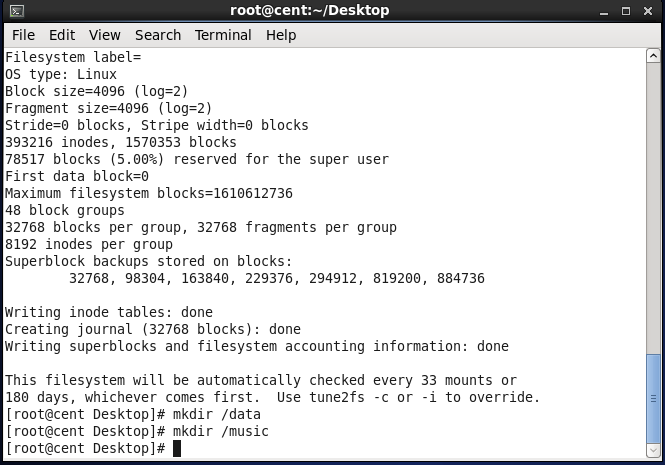 root@cent:~/Desktop
File Edit View Search Terminal Help
Filesystem label=
OS type: Linux
Block size=4096 (log=2)
Fragment size=4096 (log=2)
Stride=0 blocks, Stripe width=0 blocks
393216 inodes, 1570353 blocks
78517 blocks (5.00%) reserved for the super user
First data block=0
Maximum filesystem blocks=1610612736
48 block groups
32768 blocks per group, 32768 fragments per group
8192 inodes per group
Superblock backups stored on blocks:
        32768, 98304, 163840, 229376, 294912, 819200, 884736
Writing inode tables: done
Creating journal (32768 blocks): done
Writing superblocks and filesystem accounting information: done
This filesystem will be automatically checked every 33 mounts or
180 days, whichever comes first.  Use tune2fs -c or -i to override.
[root@cent Desktop]# mkdir /data
[root@cent Desktop]# mkdir /music
[root@cent Desktop]#